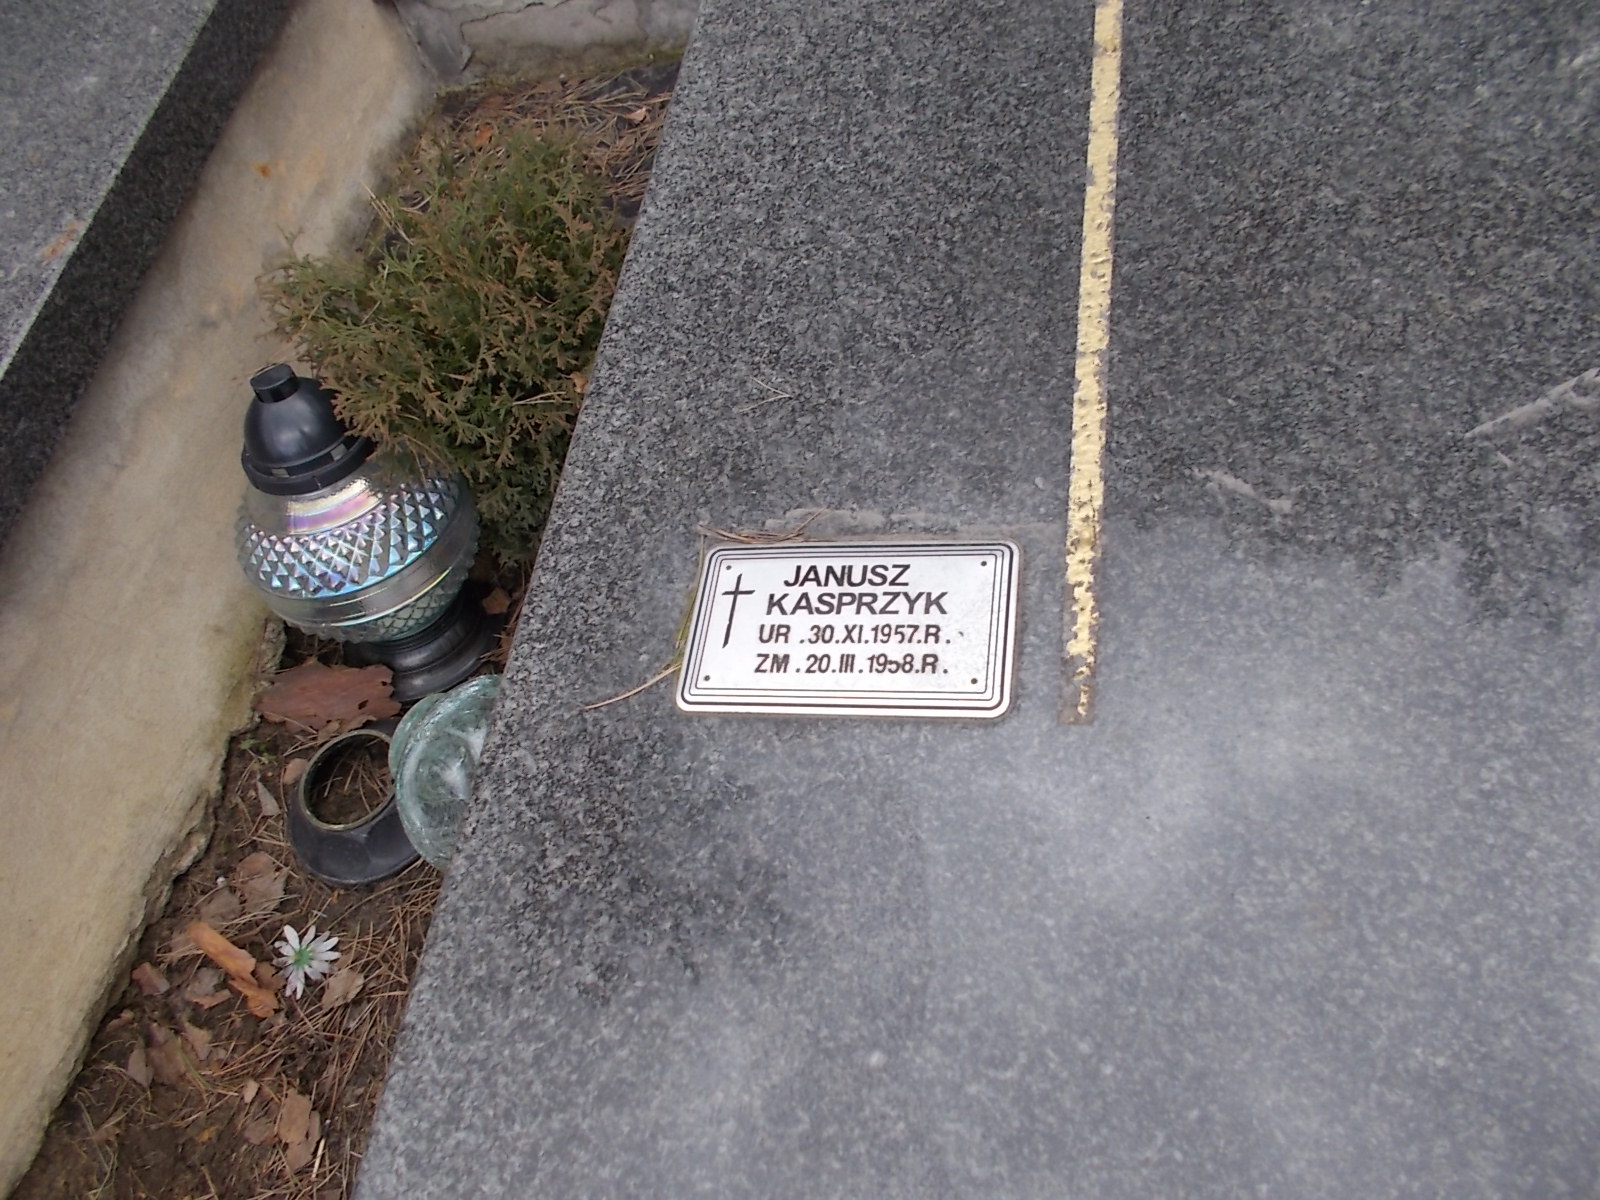 JANUSZ
KASPRZYK
UR . 30.XI.1957.R.
ZM . 20.III.1958.R.